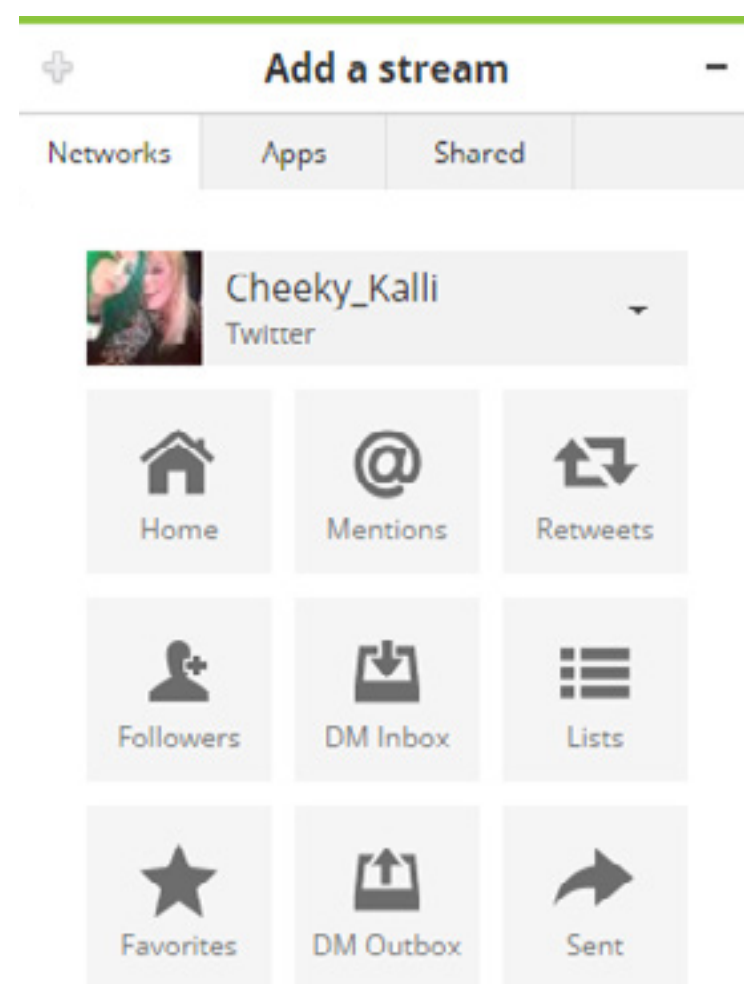 Add a stream
Networks Apps Shared
Cheeky_Kalli
Twitter
Home Mentions Retweets
Followers DM Inbox Lists
Favorites DM Outbox Sent